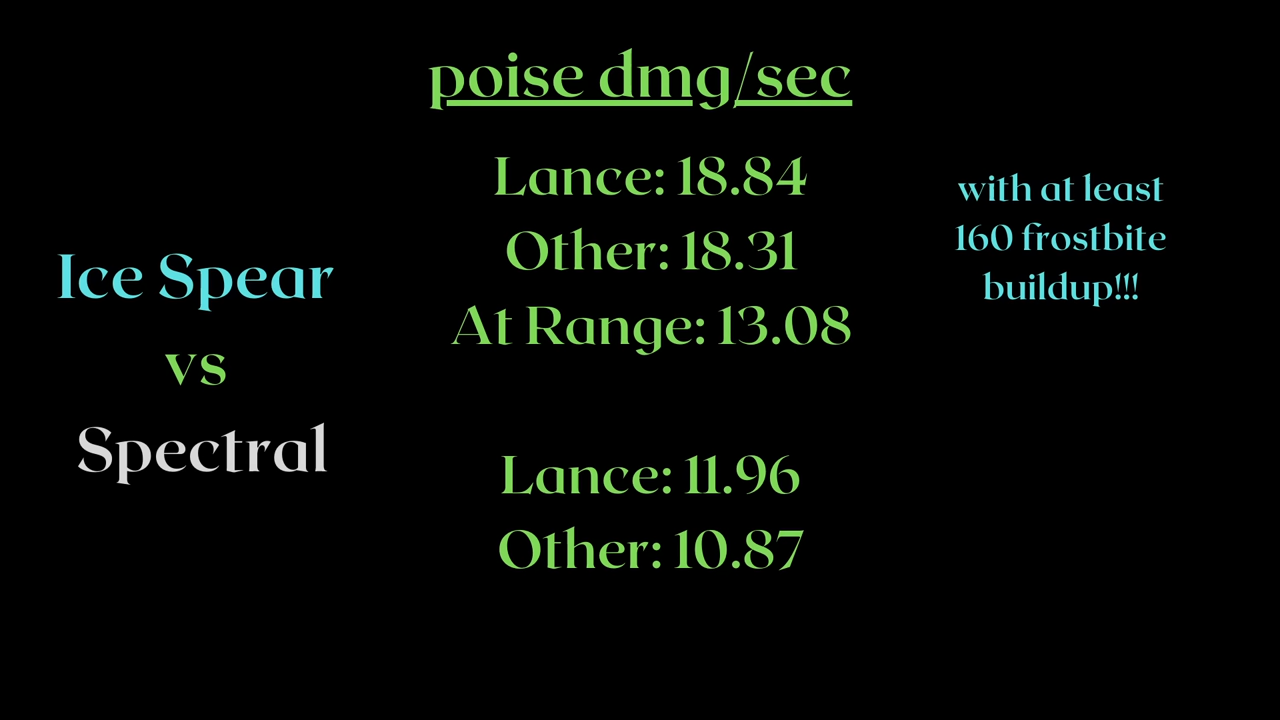 poise dmg/sec
Ice Spear
vs
Spectral
Lance: 18.84
Other: 18.31
At Range: 13.08
Lance: 11.96
Other: 10.87
with at least
160 frostbite
buildup!!!